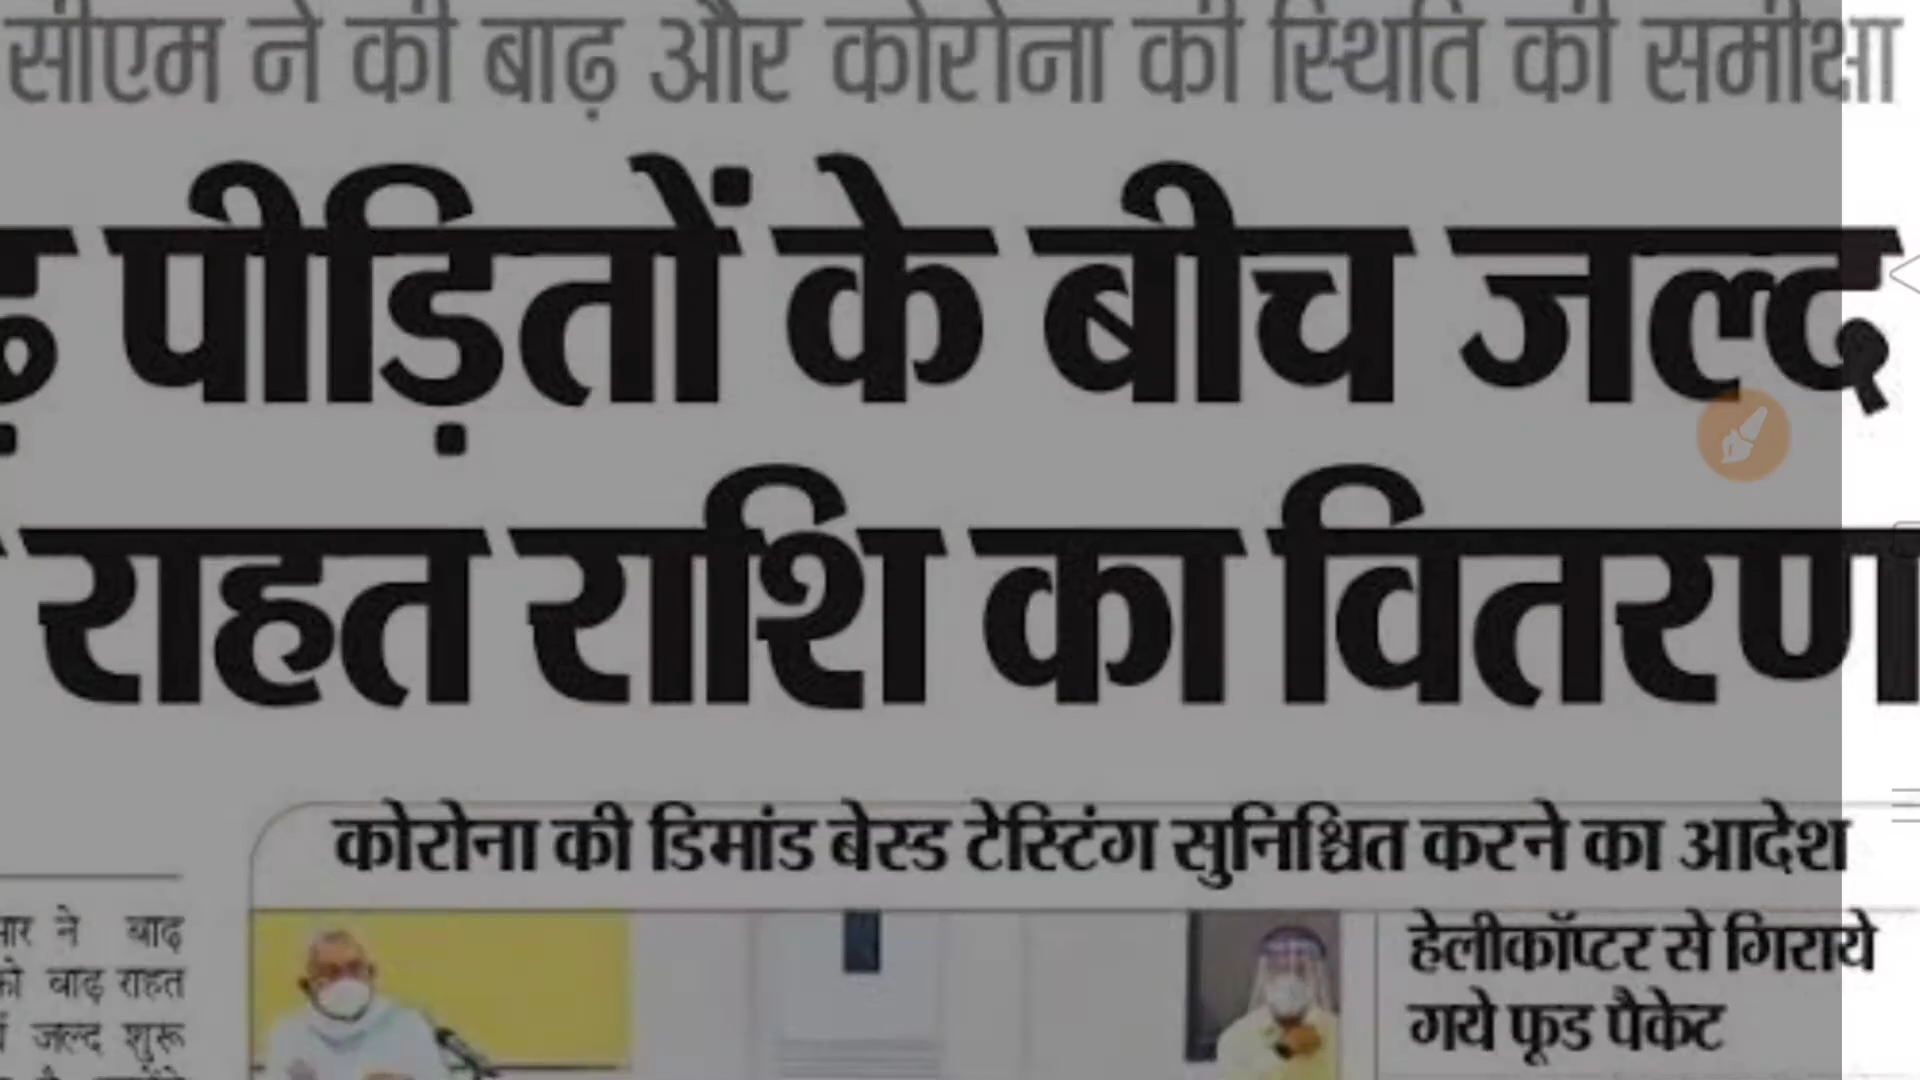 सीएम ने की बाढ़ और कोरोना की स्थिति की समीक्षा
पीड़ितों के बीच जल्द
राहत राशि का वितरण
कोरोना की डिमांड बेस्ड टेस्टिंग सुनिश्चित करने का आदेश
ने बाढ़
बाढ़ राहत
जल्द शुरू
हेलीकॉप्टर से गिराये
गये फूड पैकेट